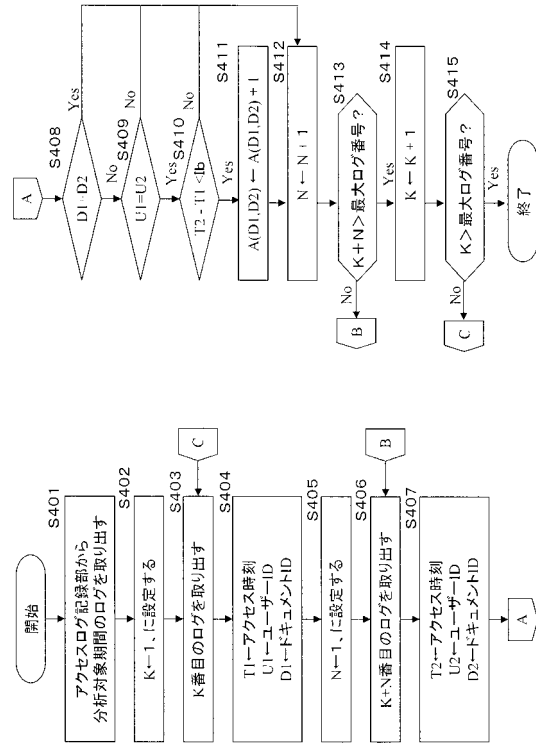 開始
S401
アクセスログ記録部から
分析対象期間のログを取り出す
S402
K←1、に設定する
C
S403
K番目のログを取り出す
S404
T1←アクセス時刻
U1←ユーザーID
D1←ドキュメントID
S405
N←1、に設定する
B
S406
K+N番目のログを取り出す
S407
T2←アクセス時刻
U2←ユーザーID
D2←ドキュメントID
A
A
S408
D1=D2
Yes
No
S409
U1=U2
No
Yes
S410
T2 - T1 <Ib
No
Yes
S411
A(D1,D2) ← A(D1,D2) + 1
S412
N ← N + 1
S413
K+N>最大ログ番号?
No
B
Yes
S414
K ← K + 1
S415
K>最大ログ番号?
No
C
Yes
終了